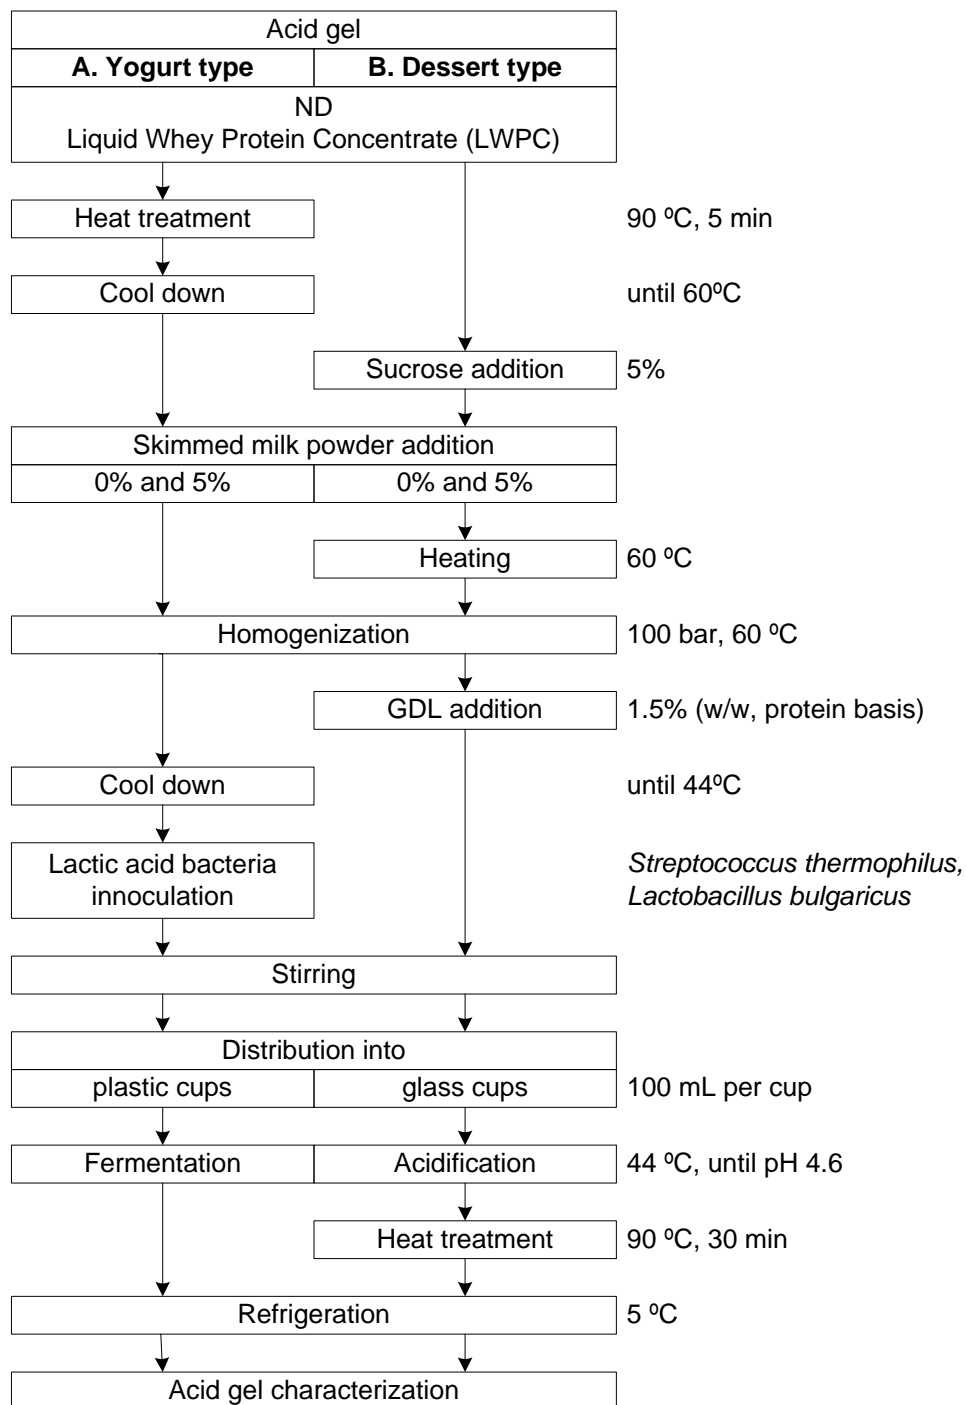 Acid gel
A. Yogurt type
B. Dessert type
ND
Liquid Whey Protein Concentrate (LWPC)
Heat treatment
90 ºC, 5 min
Cool down
until 60ºC
Sucrose addition
5%
Skimmed milk powder addition
0% and 5%
0% and 5%
Heating
60 ºC
Homogenization
100 bar, 60 ºC
GDL addition
1.5% (w/w, protein basis)
Cool down
until 44ºC
Lactic acid bacteria
innoculation
Streptococcus thermophilus,
Lactobacillus bulgaricus
Stirring
Distribution into
plastic cups
glass cups
100 mL per cup
Fermentation
Acidification
44 ºC, until pH 4.6
Heat treatment
90 ºC, 30 min
Refrigeration
5 ºC
Acid gel characterization